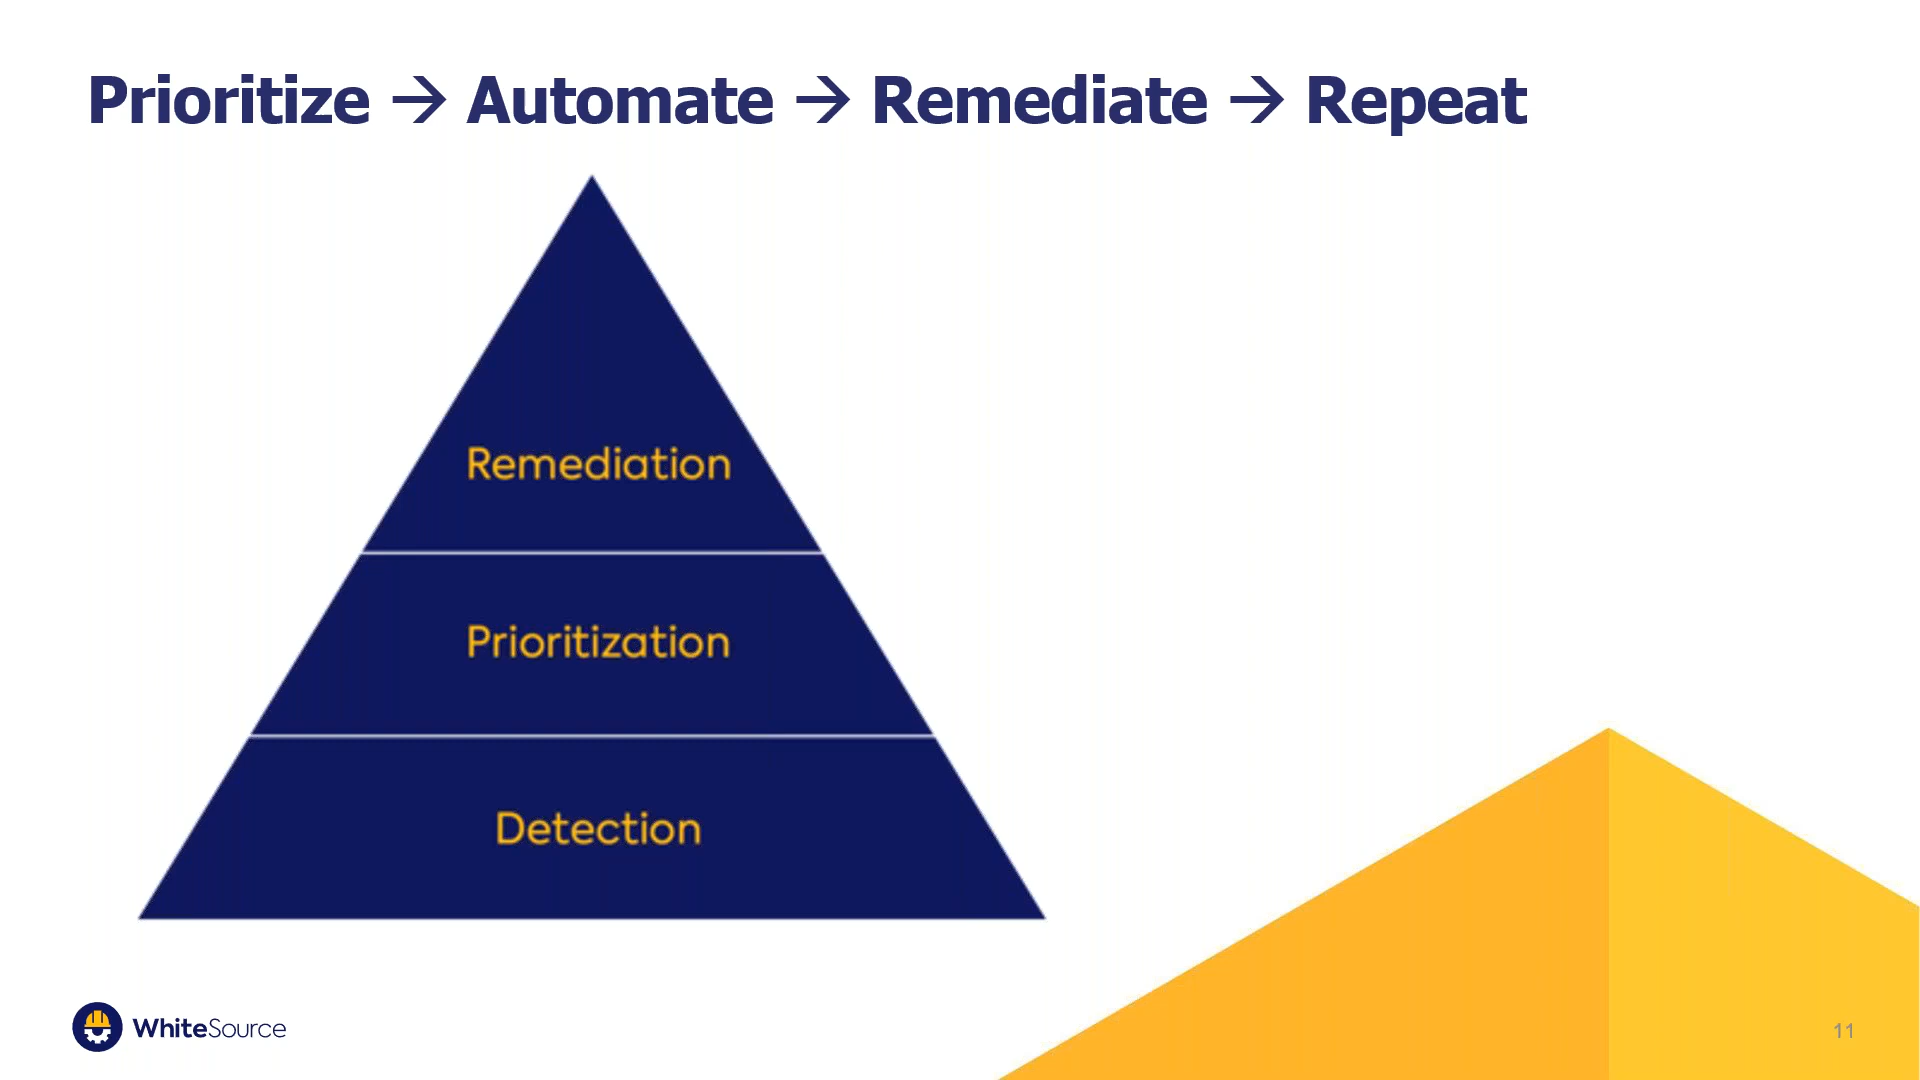 Prioritize → Automate → Remediate → Repeat
Remediation
Prioritization
Detection
WhiteSource
11